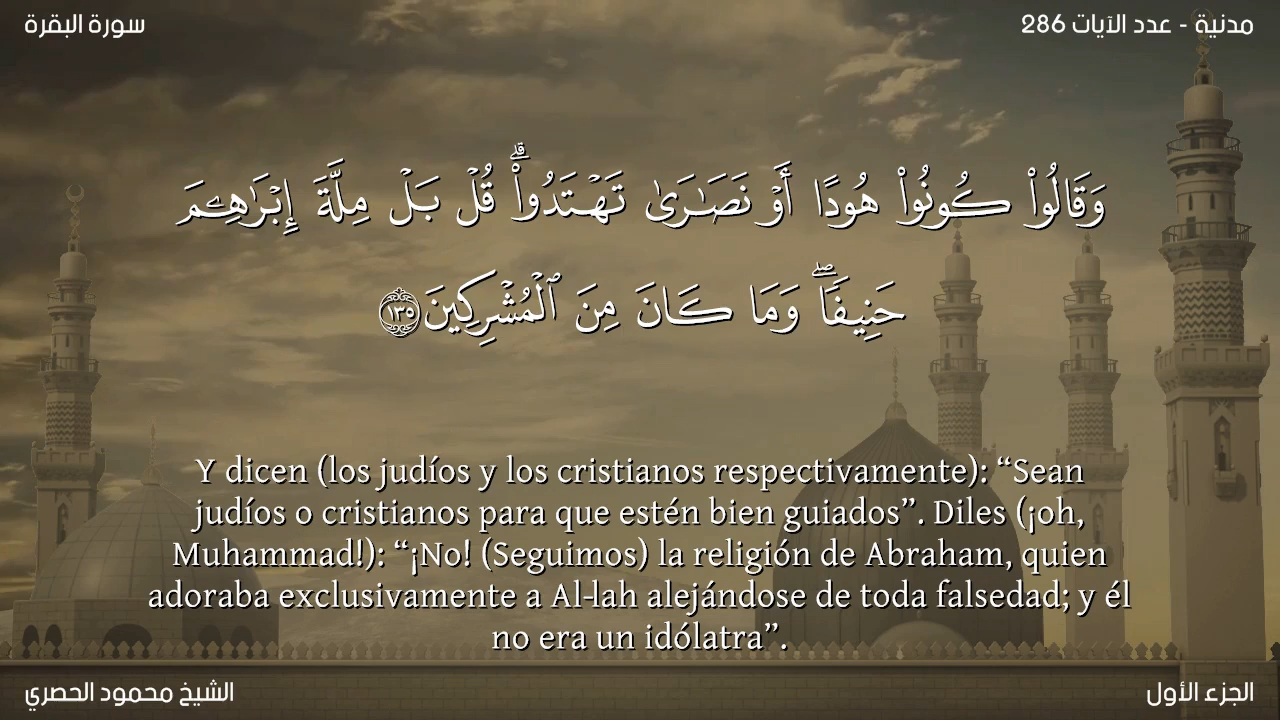 سورة البقرة
مدنية - عدد الآيات 286
وَقَالُوا۟ كُونُوا۟ هُودًا أَوْ نَصَـٰرَىٰ تَهْتَدُوا۟ ۗ قُلْ بَلْ مِلَّةَ إِبْرَٰهِـۧمَ
حَنِيفًا ۖ وَمَا كَانَ مِنَ ٱلْمُشْرِكِينَ ١٣٥
Y dicen (los judíos y los cristianos respectivamente): “Sean
judíos o cristianos para que estén bien guiados”. Diles (¡oh,
Muhammad!): “¡No! (Seguimos) la religión de Abraham, quien
adoraba exclusivamente a Al-lah alejándose de toda falsedad; y él
no era un idólatra”.
الشيخ محمود الحصري
الجزء الأول